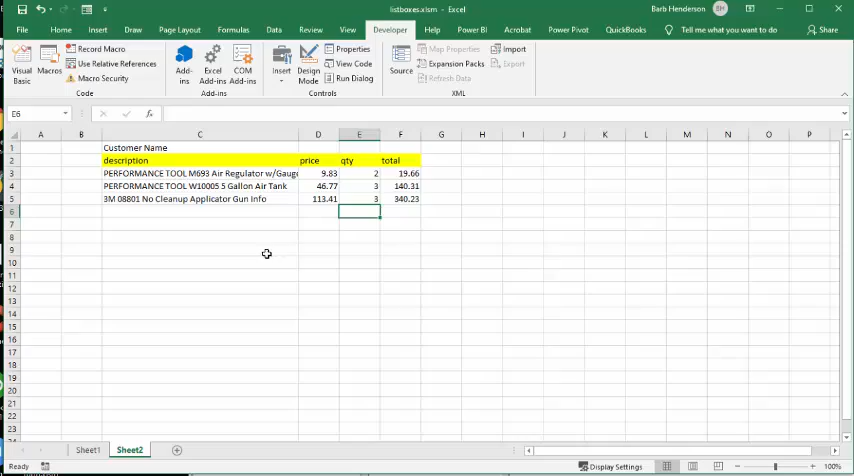 listboxes.xlsm - Excel
Barb Henderson BH
File Home Insert Draw Page Layout Formulas Data Review View Developer Help Power BI Acrobat Power Pivot QuickBooks Tell me what you want to do Share
Visual Basic
Macros
Record Macro
Use Relative References
Macro Security
Code
Add-ins
Excel Add-ins
COM Add-ins
Add-ins
Insert
Design Mode
Properties
View Code
Run Dialog
Controls
Source
Map Properties
Expansion Packs
Refresh Data
Import
Export
XML
E6 fx
A B C D E F G H I J K L M N O P
1 Customer Name
2 description price qty total
3 PERFORMANCE TOOL M693 Air Regulator w/Gauge 9.83 2 19.66
4 PERFORMANCE TOOL W10005 5 Gallon Air Tank 46.77 3 140.31
5 3M 08801 No Cleanup Applicator Gun Info 113.41 3 340.23
6
7
8
9
10
11
12
13
14
15
16
17
18
19
20
21
22
23
Sheet1 Sheet2
Ready Display Settings 100%